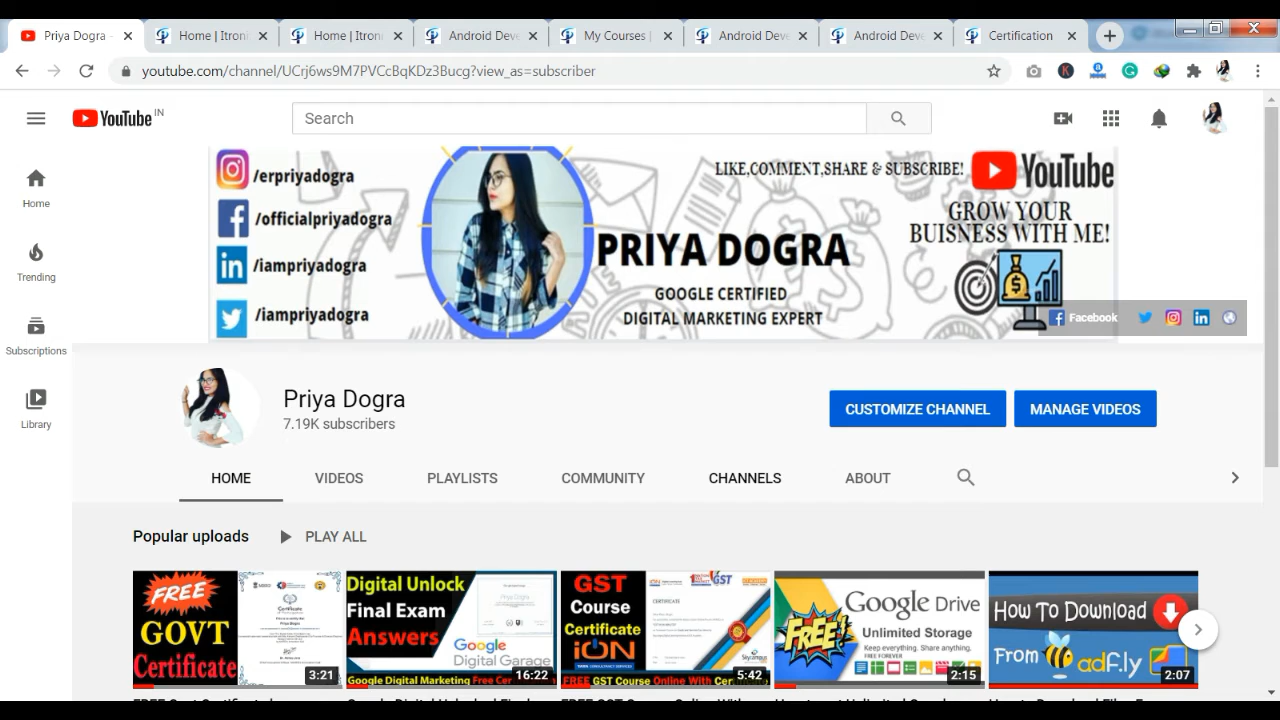 Priya Dogra -
Home | Itronix
Home | Itron
Android De
My Courses |
Android Deve
Android Deve
Certification
youtube.com/channel/UCrj6ws9M7PVCcBqKDz3Bucg?view_as=subscriber
YouTube IN
Search
Home
Trending
Subscriptions
Library
/erpriyadogra
/officialpriyadogra
/iampriyadogra
/iampriyadogra
PRIYA DOGRA
GOOGLE CERTIFIED
DIGITAL MARKETING EXPERT
LIKE,COMMENT,SHARE & SUBSCRIBE!
YouTube
GROW YOUR
BUISNESS WITH ME!
Facebook
Priya Dogra
7.19K subscribers
CUSTOMIZE CHANNEL
MANAGE VIDEOS
HOME
VIDEOS
PLAYLISTS
COMMUNITY
CHANNELS
ABOUT
Popular uploads
PLAY ALL
FREE
GOVT
Certificate
3:21
Digital Unlock
Final Exam
Answers
Google
Digital Garage
Google Digital Marketing Free Cer
16:22
GST
Course
Certificate
iON
FREE GST Course Online With Certificate
5:42
FREE
Google Drive
Unlimited Storage
FREE FOREVER
2:15
How To Download
From adf.ly
2:07